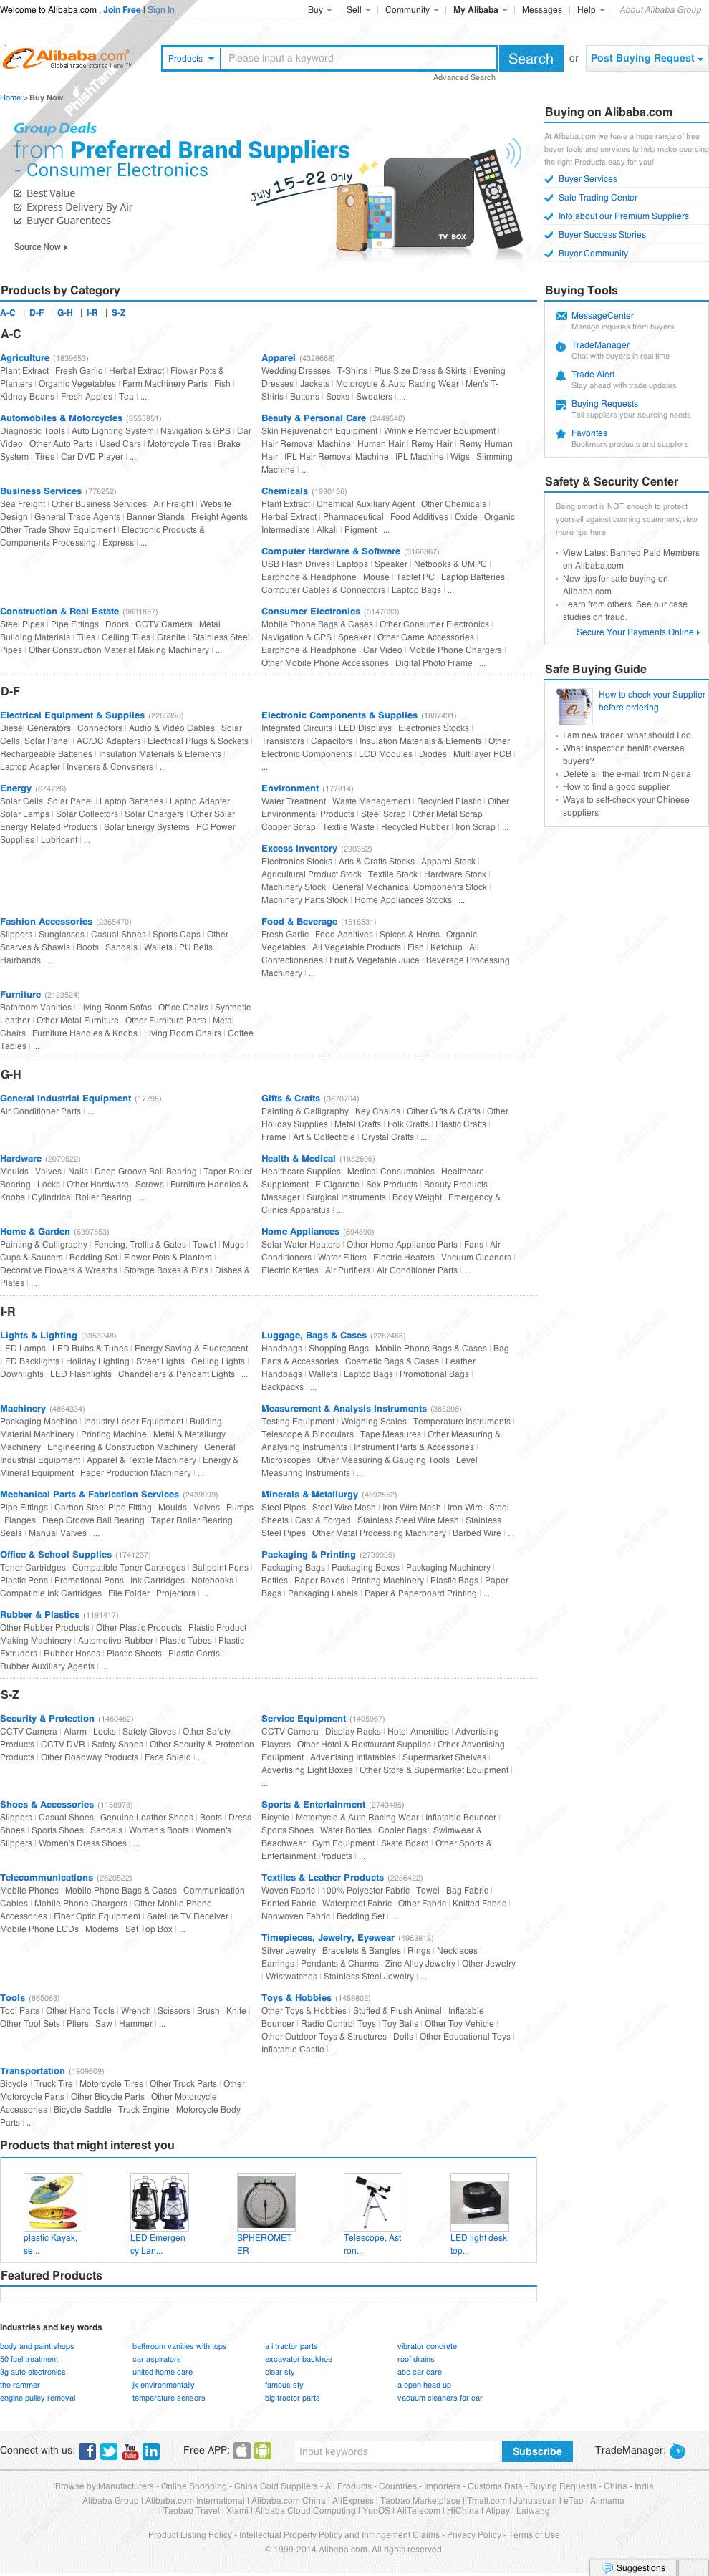 Welcome to Alibaba.com , Join Free I Sign In
Buy
Sell
Community
My Alibaba
Messages
Help
About Alibaba Group
Alibaba.com
Global trade starts here.™
Products
Please input a keyword
Search
or
Post Buying Request
Advanced Search
PhishTank
Home > Buy Now
Group Deals
from Preferred Brand Suppliers
- Consumer Electronics
July 15-22 Only
Best Value
Express Delivery By Air
Buyer Guarentees
Source Now
TV BOX
Buying on Alibaba.com
At Alibaba.com we have a huge range of free
buyer tools and services to help make sourcing
the right Products easy for you!
Buyer Services
Safe Trading Center
Info about our Premium Suppliers
Buyer Success Stories
Buyer Community
Buying Tools
MessageCenter
Manage inquiries from buyers
TradeManager
Chat with buyers in real time
Trade Alert
Stay ahead with trade updates
Buying Requests
Tell suppliers your sourcing needs
Favorites
Bookmark products and suppliers
Safety & Security Center
Being smart is NOT enough to protect
yourself against cunning scammers,view
more tips here.
View Latest Banned Paid Members
on Alibaba.com
New tips for safe buying on
Alibaba.com
Learn from others. See our case
studies on fraud.
Secure Your Payments Online
Safe Buying Guide
How to check your Supplier
before ordering
I am new trader, what should I do
What inspection benifit oversea
buyers?
Delete all the e-mail from Nigeria
How to find a good supplier
Ways to self-check your Chinese
suppliers
Products by Category
A-C | D-F | G-H | I-R | S-Z
A-C
Agriculture (1839653)
Plant Extract | Fresh Garlic | Herbal Extract | Flower Pots &
Planters | Organic Vegetables | Farm Machinery Parts | Fish |
Kidney Beans | Fresh Apples | Tea | ...
Apparel (4328668)
Wedding Dresses | T-Shirts | Plus Size Dress & Skirts | Evening
Dresses | Jackets | Motorcycle & Auto Racing Wear | Men's T-
Shirts | Buttons | Socks | Sweaters | ...
Automobiles & Motorcycles (3555951)
Diagnostic Tools | Auto Lighting System | Navigation & GPS | Car
Video | Other Auto Parts | Used Cars | Motorcycle Tires | Brake
System | Tires | Car DVD Player | ...
Beauty & Personal Care (2449540)
Skin Rejuvenation Equipment | Wrinkle Remover Equipment |
Hair Removal Machine | Human Hair | Remy Hair | Remy Human
Hair | IPL Hair Removal Machine | IPL Machine | Wigs | Slimming
Machine | ...
Business Services (778252)
Sea Freight | Other Business Services | Air Freight | Website
Design | General Trade Agents | Banner Stands | Freight Agents |
Other Trade Show Equipment | Electronic Products &
Components Processing | Express | ...
Chemicals (1930136)
Plant Extract | Chemical Auxiliary Agent | Other Chemicals |
Herbal Extract | Pharmaceutical | Food Additives | Oxide | Organic
Intermediate | Alkali | Pigment | ...
Computer Hardware & Software (3166367)
USB Flash Drives | Laptops | Speaker | Netbooks & UMPC |
Earphone & Headphone | Mouse | Tablet PC | Laptop Batteries |
Computer Cables & Connectors | Laptop Bags | ...
Construction & Real Estate (9831857)
Steel Pipes | Pipe Fittings | Doors | CCTV Camera | Metal
Building Materials | Tiles | Ceiling Tiles | Granite | Stainless Steel
Pipes | Other Construction Material Making Machinery | ...
Consumer Electronics (3147033)
Mobile Phone Bags & Cases | Other Consumer Electronics |
Navigation & GPS | Speaker | Other Game Accessories |
Earphone & Headphone | Car Video | Mobile Phone Chargers |
Other Mobile Phone Accessories | Digital Photo Frame | ...
D-F
Electrical Equipment & Supplies (2265356)
Diesel Generators | Connectors | Audio & Video Cables | Solar
Cells, Solar Panel | AC/DC Adapters | Electrical Plugs & Sockets |
Rechargeable Batteries | Insulation Materials & Elements |
Laptop Adapter | Inverters & Converters | ...
Electronic Components & Supplies (1807431)
Integrated Circuits | LED Displays | Electronics Stocks |
Transistors | Capacitors | Insulation Materials & Elements | Other
Electronic Components | LCD Modules | Diodes | Multilayer PCB |
...
Energy (674726)
Solar Cells, Solar Panel | Laptop Batteries | Laptop Adapter |
Solar Lamps | Solar Collectors | Solar Chargers | Other Solar
Energy Related Products | Solar Energy Systems | PC Power
Supplies | Lubricant | ...
Environment (177814)
Water Treatment | Waste Management | Recycled Plastic | Other
Environmental Products | Steel Scrap | Other Metal Scrap |
Copper Scrap | Textile Waste | Recycled Rubber | Iron Scrap | ...
Excess Inventory (290352)
Electronics Stocks | Arts & Crafts Stocks | Apparel Stock |
Agricultural Product Stock | Textile Stock | Hardware Stock |
Machinery Stock | General Mechanical Components Stock |
Machinery Parts Stock | Home Appliances Stocks | ...
Fashion Accessories (2365470)
Slippers | Sunglasses | Casual Shoes | Sports Caps | Other
Scarves & Shawls | Boots | Sandals | Wallets | PU Belts |
Hairbands | ...
Food & Beverage (1518531)
Fresh Garlic | Food Additives | Spices & Herbs | Organic
Vegetables | All Vegetable Products | Fish | Ketchup | All
Confectioneries | Fruit & Vegetable Juice | Beverage Processing
Machinery | ...
Furniture (2123524)
Bathroom Vanities | Living Room Sofas | Office Chairs | Synthetic
Leather | Other Metal Furniture | Other Furniture Parts | Metal
Chairs | Furniture Handles & Knobs | Living Room Chairs | Coffee
Tables | ...
G-H
General Industrial Equipment (17795)
Air Conditioner Parts | ...
Gifts & Crafts (3670704)
Painting & Calligraphy | Key Chains | Other Gifts & Crafts | Other
Holiday Supplies | Metal Crafts | Folk Crafts | Plastic Crafts |
Frame | Art & Collectible | Crystal Crafts | ...
Hardware (2070522)
Moulds | Valves | Nails | Deep Groove Ball Bearing | Taper Roller
Bearing | Locks | Other Hardware | Screws | Furniture Handles &
Knobs | Cylindrical Roller Bearing | ...
Health & Medical (1852606)
Healthcare Supplies | Medical Consumables | Healthcare
Supplement | E-Cigarette | Sex Products | Beauty Products |
Massager | Surgical Instruments | Body Weight | Emergency &
Clinics Apparatus | ...
Home & Garden (6397553)
Painting & Calligraphy | Fencing, Trellis & Gates | Towel | Mugs |
Cups & Saucers | Bedding Set | Flower Pots & Planters |
Decorative Flowers & Wreaths | Storage Boxes & Bins | Dishes &
Plates | ...
Home Appliances (694890)
Solar Water Heaters | Other Home Appliance Parts | Fans | Air
Conditioners | Water Filters | Electric Heaters | Vacuum Cleaners |
Electric Kettles | Air Purifiers | Air Conditioner Parts | ...
I-R
Lights & Lighting (3353248)
LED Lamps | LED Bulbs & Tubes | Energy Saving & Fluorescent |
LED Backlights | Holiday Lighting | Street Lights | Ceiling Lights |
Downlights | LED Flashlights | Chandeliers & Pendant Lights | ...
Luggage, Bags & Cases (2287466)
Handbags | Shopping Bags | Mobile Phone Bags & Cases | Bag
Parts & Accessories | Cosmetic Bags & Cases | Leather
Handbags | Wallets | Laptop Bags | Promotional Bags |
Backpacks | ...
Machinery (4864334)
Packaging Machine | Industry Laser Equipment | Building
Material Machinery | Printing Machine | Metal & Metallurgy
Machinery | Engineering & Construction Machinery | General
Industrial Equipment | Apparel & Textile Machinery | Energy &
Mineral Equipment | Paper Production Machinery | ...
Measurement & Analysis Instruments (385206)
Testing Equipment | Weighing Scales | Temperature Instruments |
Telescope & Binoculars | Tape Measures | Other Measuring &
Analysing Instruments | Instrument Parts & Accessories |
Microscopes | Other Measuring & Gauging Tools | Level
Measuring Instruments | ...
Mechanical Parts & Fabrication Services (2439999)
Pipe Fittings | Carbon Steel Pipe Fitting | Moulds | Valves | Pumps
| Flanges | Deep Groove Ball Bearing | Taper Roller Bearing |
Seals | Manual Valves | ...
Minerals & Metallurgy (4892552)
Steel Pipes | Steel Wire Mesh | Iron Wire Mesh | Iron Wire | Steel
Sheets | Cast & Forged | Stainless Steel Wire Mesh | Stainless
Steel Pipes | Other Metal Processing Machinery | Barbed Wire | ...
Office & School Supplies (1741237)
Toner Cartridges | Compatible Toner Cartridges | Ballpoint Pens |
Plastic Pens | Promotional Pens | Ink Cartridges | Notebooks |
Compatible Ink Cartridges | File Folder | Projectors | ...
Packaging & Printing (2739995)
Packaging Bags | Packaging Boxes | Packaging Machinery |
Bottles | Paper Boxes | Printing Machinery | Plastic Bags | Paper
Bags | Packaging Labels | Paper & Paperboard Printing | ...
Rubber & Plastics (1191417)
Other Rubber Products | Other Plastic Products | Plastic Product
Making Machinery | Automotive Rubber | Plastic Tubes | Plastic
Extruders | Rubber Hoses | Plastic Sheets | Plastic Cards |
Rubber Auxiliary Agents | ...
S-Z
Security & Protection (1460462)
CCTV Camera | Alarm | Locks | Safety Gloves | Other Safety
Products | CCTV DVR | Safety Shoes | Other Security & Protection
Products | Other Roadway Products | Face Shield | ...
Service Equipment (1405967)
CCTV Camera | Display Racks | Hotel Amenities | Advertising
Players | Other Hotel & Restaurant Supplies | Other Advertising
Equipment | Advertising Inflatables | Supermarket Shelves |
Advertising Light Boxes | Other Store & Supermarket Equipment |
...
Shoes & Accessories (1158978)
Slippers | Casual Shoes | Genuine Leather Shoes | Boots | Dress
Shoes | Sports Shoes | Sandals | Women's Boots | Women's
Slippers | Women's Dress Shoes | ...
Sports & Entertainment (2743485)
Bicycle | Motorcycle & Auto Racing Wear | Inflatable Bouncer |
Sports Shoes | Water Bottles | Cooler Bags | Swimwear &
Beachwear | Gym Equipment | Skate Board | Other Sports &
Entertainment Products | ...
Telecommunications (2620522)
Mobile Phones | Mobile Phone Bags & Cases | Communication
Cables | Mobile Phone Chargers | Other Mobile Phone
Accessories | Fiber Optic Equipment | Satellite TV Receiver |
Mobile Phone LCDs | Modems | Set Top Box | ...
Textiles & Leather Products (2286422)
Woven Fabric | 100% Polyester Fabric | Towel | Bag Fabric |
Printed Fabric | Waterproof Fabric | Other Fabric | Knitted Fabric |
Nonwoven Fabric | Bedding Set | ...
Timepieces, Jewelry, Eyewear (4963813)
Silver Jewelry | Bracelets & Bangles | Rings | Necklaces |
Earrings | Pendants & Charms | Zinc Alloy Jewelry | Other Jewelry
| Wristwatches | Stainless Steel Jewelry | ...
Tools (865063)
Tool Parts | Other Hand Tools | Wrench | Scissors | Brush | Knife |
Other Tool Sets | Pliers | Saw | Hammer | ...
Toys & Hobbies (1459802)
Other Toys & Hobbies | Stuffed & Plush Animal | Inflatable
Bouncer | Radio Control Toys | Toy Balls | Other Toy Vehicle |
Other Outdoor Toys & Structures | Dolls | Other Educational Toys |
Inflatable Castle | ...
Transportation (1909609)
Bicycle | Truck Tire | Motorcycle Tires | Other Truck Parts | Other
Motorcycle Parts | Other Bicycle Parts | Other Motorcycle
Accessories | Bicycle Saddle | Truck Engine | Motorcycle Body
Parts | ...
Products that might interest you
plastic Kayak,
se...
LED Emergen
cy Lan...
SPHEROMET
ER
Telescope, Ast
ron...
LED light desk
top...
Featured Products
Industries and key words
body and paint shops
bathroom vanities with tops
a i tractor parts
vibrator concrete
50 fuel treatment
car aspirators
excavator backhoe
roof drains
3g auto electronics
united home care
clear sty
abc car care
the rammer
jk environmentally
famous sty
a open head up
engine pulley removal
temperature sensors
big tractor parts
vacuum cleaners for car
Connect with us:
You Tube
Free APP:
Input keywords
Subscribe
TradeManager:
Browse by:Manufacturers - Online Shopping - China Gold Suppliers - All Products - Countries - Importers - Customs Data - Buying Requests - China - India
Alibaba Group | Alibaba.com International | Alibaba.com China | AliExpress | Taobao Marketplace | Tmall.com | Juhuasuan | eTao | Alimama
| Taobao Travel | Xiami | Alibaba Cloud Computing | YunOS | AliTelecom | HiChina | Alipay | Laiwang
Product Listing Policy - Intellectual Property Policy and Infringement Claims - Privacy Policy - Terms of Use
© 1999-2014 Alibaba.com. All rights reserved.
Suggestions